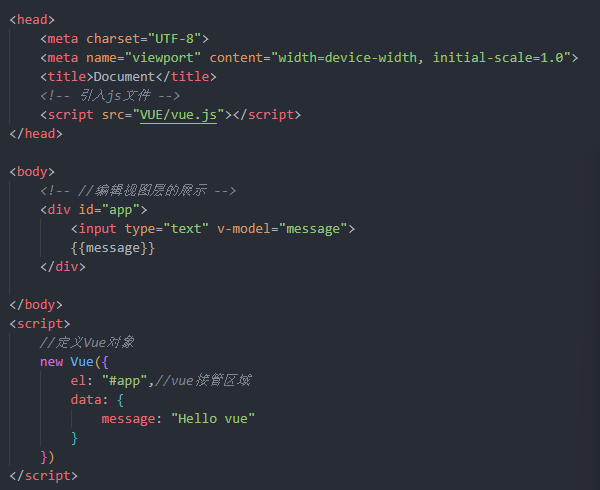 <head>
<meta charset="UTF-8">
<meta name="viewport" content="width=device-width, initial-scale=1.0">
<title>Document</title>
<!-- 引入js文件 -->
<script src="VUE/vue.js"></script>
</head>
<body>
<!-- //编辑视图层的展示 -->
<div id="app">
<input type="text" v-model="message">
{{message}}
</div>
</body>
<script>
//定义Vue对象
new Vue({
el: "#app",//vue接管区域
data: {
message: "Hello vue"
}
})
</script>